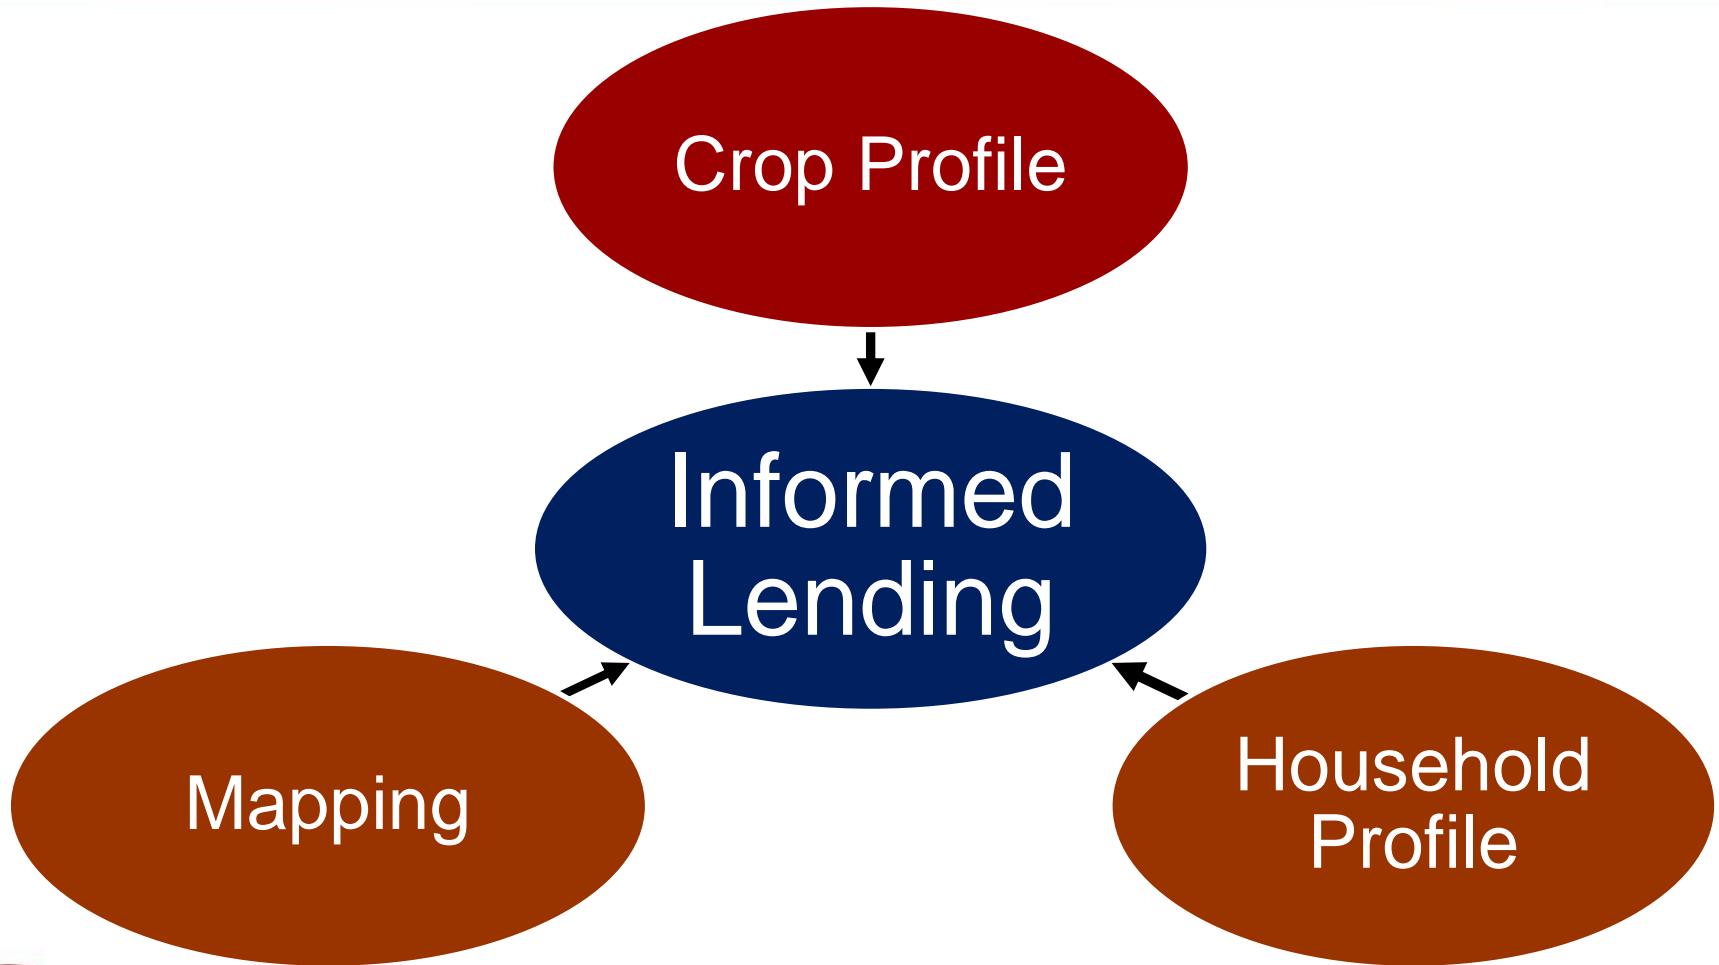 Crop Profile
Informed
Lending
Mapping
Household
Profile